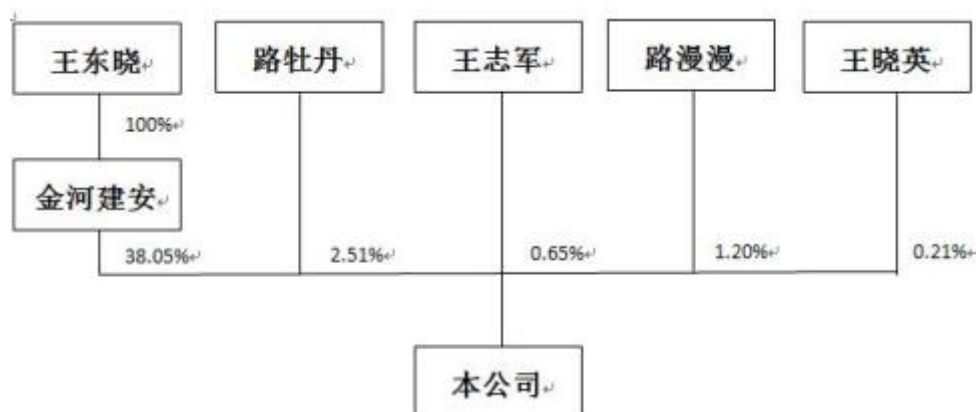 王东晓
路牡丹
王志军
路漫漫
王晓英
100%
金河建安
38.05%
2.51%
0.65%
1.20%
0.21%
本公司